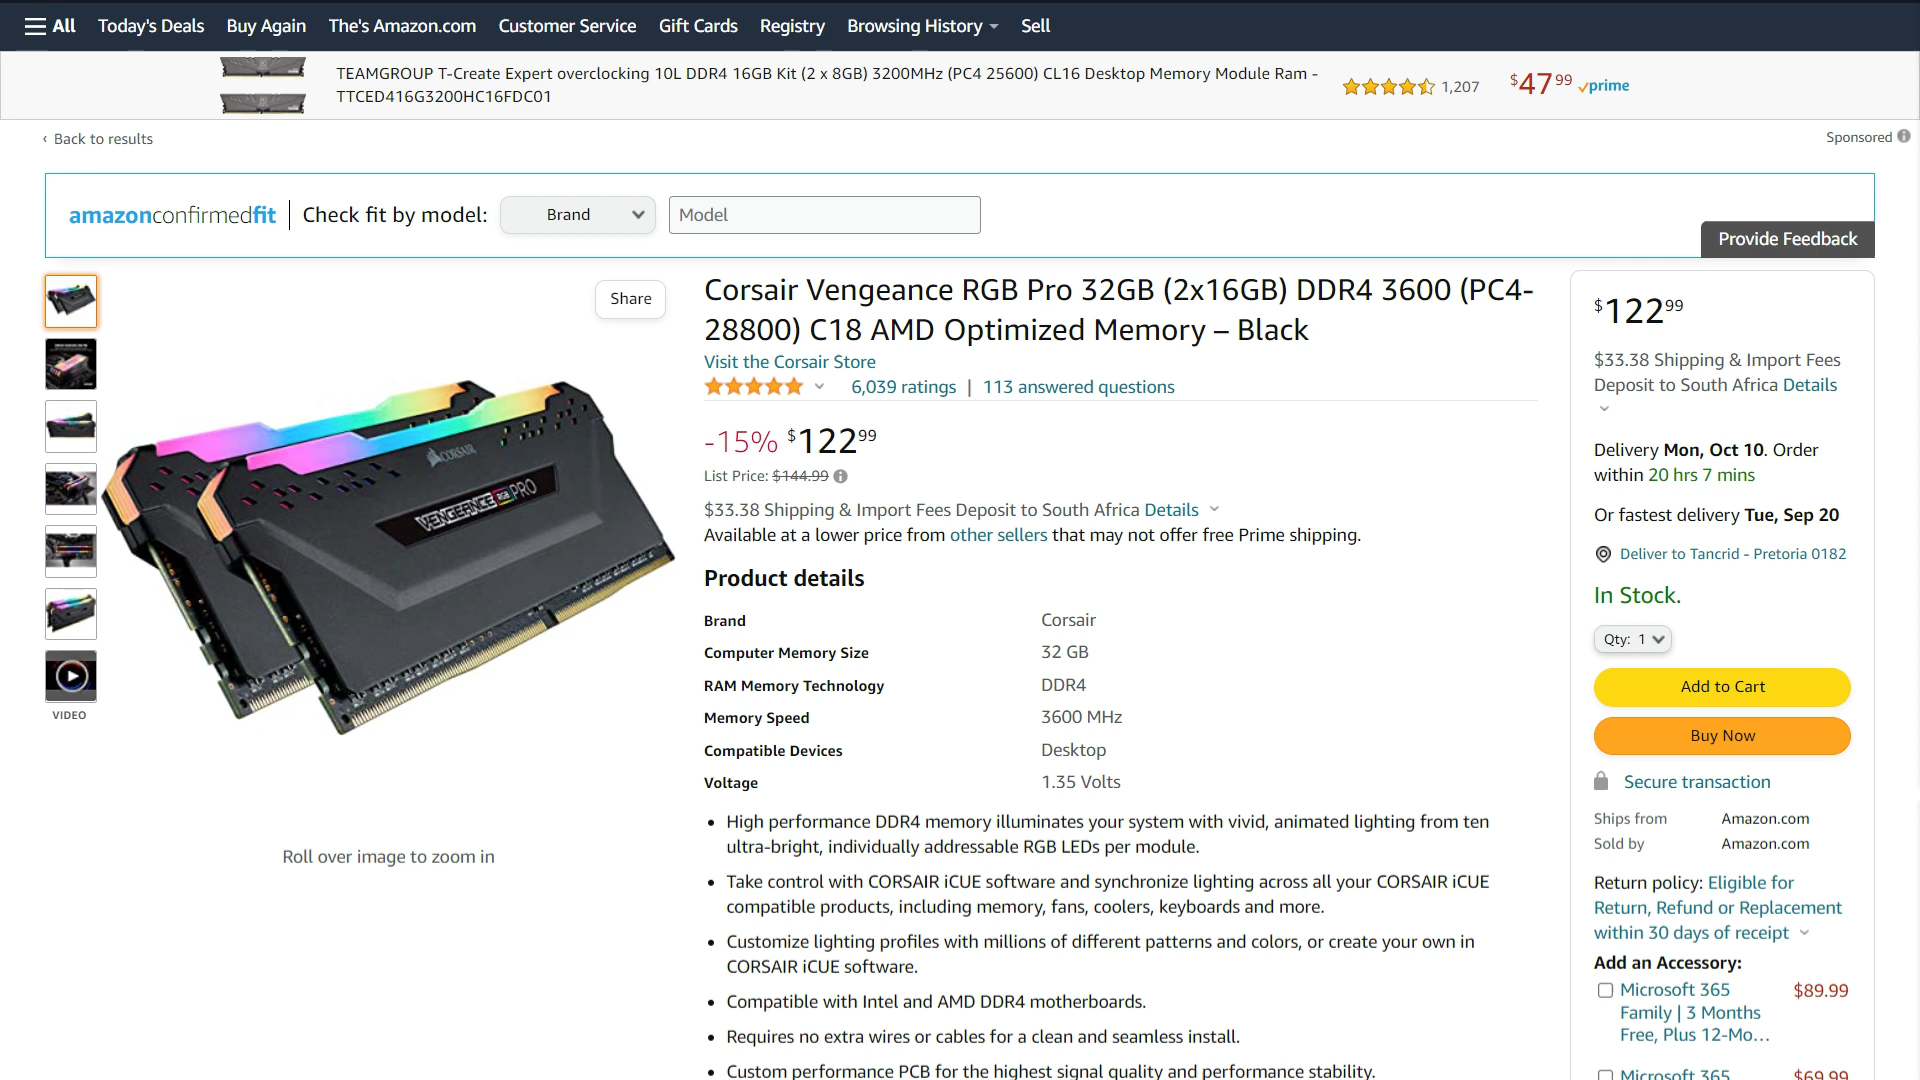 All Today's Deals Buy Again The's Amazon.com Customer Service Gift Cards Registry Browsing History Sell
TEAMGROUP T-Create Expert overclocking 10L DDR4 16GB Kit (2 x 8GB) 3200MHz (PC4 25600) CL16 Desktop Memory Module Ram -
TTCED416G3200HC16FDC01
1,207
$47 99 prime
‹ Back to results
Sponsored
amazonconfirmedfit
Check fit by model:
Brand
Model
Provide Feedback
Share
CORSAIR
VENGEANCE RGB PRO
VIDEO
Roll over image to zoom in
Corsair Vengeance RGB Pro 32GB (2x16GB) DDR4 3600 (PC4-
28800) C18 AMD Optimized Memory – Black
Visit the Corsair Store
6,039 ratings | 113 answered questions
-15% $122 99
List Price: $144.99
$33.38 Shipping & Import Fees Deposit to South Africa Details
Available at a lower price from other sellers that may not offer free Prime shipping.
Product details
Brand Corsair
Computer Memory Size 32 GB
RAM Memory Technology DDR4
Memory Speed 3600 MHz
Compatible Devices Desktop
Voltage 1.35 Volts
• High performance DDR4 memory illuminates your system with vivid, animated lighting from ten
ultra-bright, individually addressable RGB LEDs per module.
• Take control with CORSAIR iCUE software and synchronize lighting across all your CORSAIR iCUE
compatible products, including memory, fans, coolers, keyboards and more.
• Customize lighting profiles with millions of different patterns and colors, or create your own in
CORSAIR iCUE software.
• Compatible with Intel and AMD DDR4 motherboards.
• Requires no extra wires or cables for a clean and seamless install.
• Custom performance PCB for the highest signal quality and performance stability.
$122 99
$33.38 Shipping & Import Fees
Deposit to South Africa Details
Delivery Mon, Oct 10. Order
within 20 hrs 7 mins
Or fastest delivery Tue, Sep 20
Deliver to Tancrid - Pretoria 0182
In Stock.
Qty: 1
Add to Cart
Buy Now
Secure transaction
Ships from Amazon.com
Sold by Amazon.com
Return policy: Eligible for
Return, Refund or Replacement
within 30 days of receipt
Add an Accessory:
Microsoft 365 $89.99
Family | 3 Months
Free, Plus 12-Mo…
Microsoft 365 $69.99